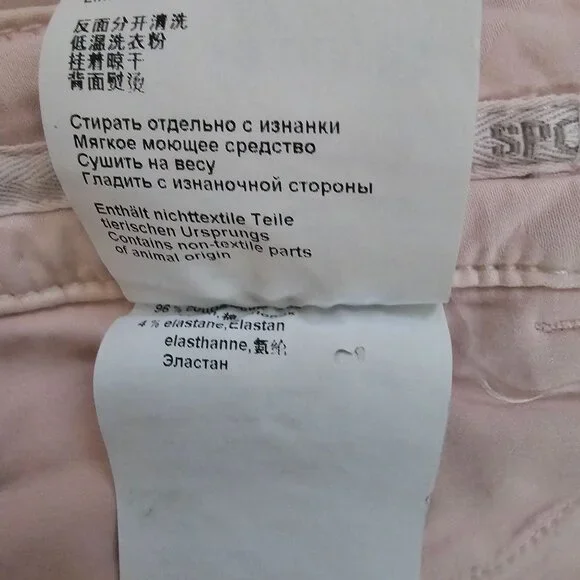 反面分开清洗
低温洗衣粉
挂着晾干
背面熨烫
Стирать отдельно с изнанки
Мягкое моющее средство
Сушить на весу
Гладить с изнаночной стороны
Enthält nichttextile Teile
tierischen Ursprungs
Contains non-textile parts
of animal origin
SPO
96 %
4 % elastane,Elastan
elasthanne,氨纶
Эластан